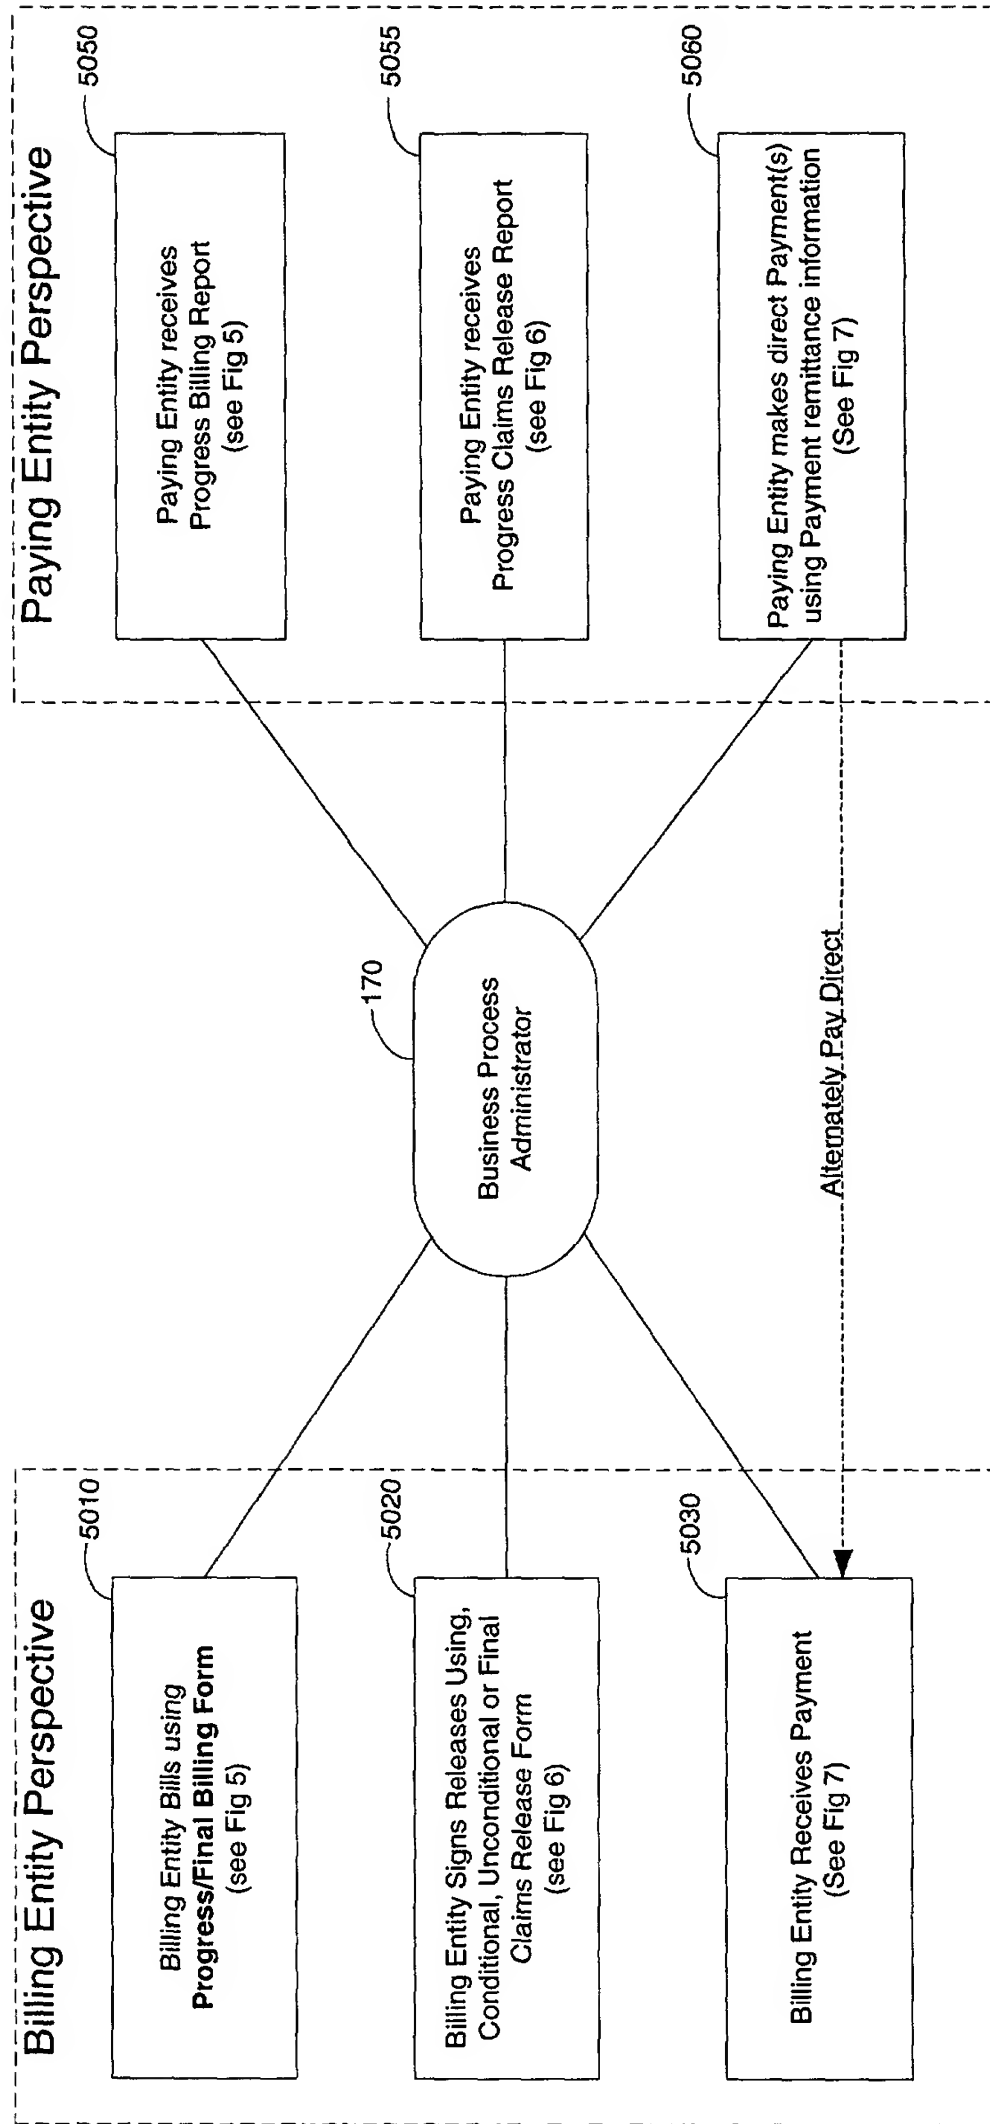 Billing Entity Perspective
5010
Billing Entity Bills using
Progress/Final Billing Form
(see Fig 5)
5020
Billing Entity Signs Releases Using,
Conditional, Unconditional or Final
Claims Release Form
(see Fig 6)
5030
Billing Entity Receives Payment
(See Fig 7)
170
Business Process
Administrator
Alternately Pay Direct
Paying Entity Perspective
5050
Paying Entity receives
Progress Billing Report
(see Fig 5)
5055
Paying Entity receives
Progress Claims Release Report
(see Fig 6)
5060
Paying Entity makes direct Payment(s)
using Payment remittance information
(See Fig 7)